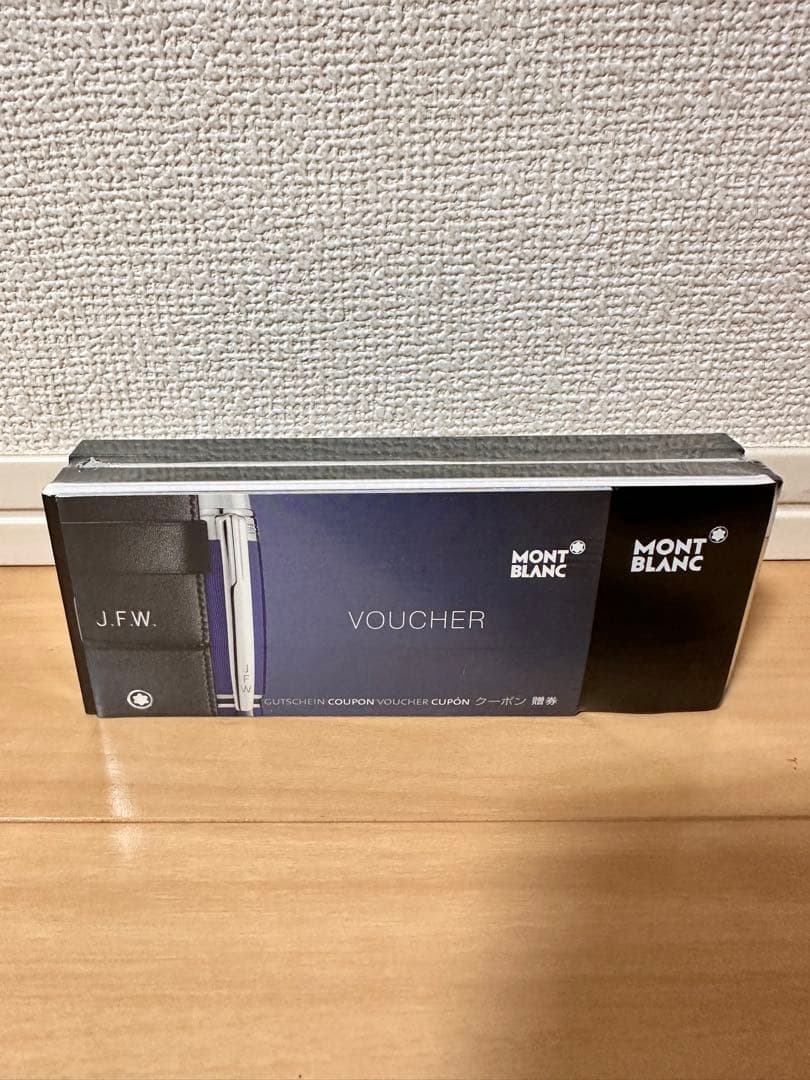 J.F.W.
J
F
W
VOUCHER
MONT
BLANC
MONT
BLANC
GUTSCHEIN COUPON VOUCHER CUPÓN クーポン 贈券